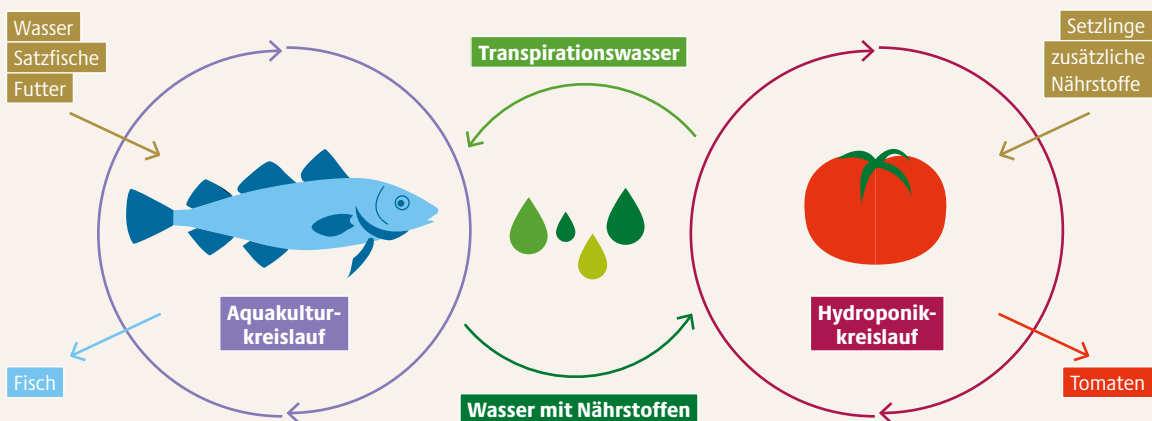 Wasser
Satzfische
Futter
Transpirationswasser
Setzlinge
zusätzliche
Nährstoffe
Aquakultur-
kreislauf
Hydroponik-
kreislauf
Fisch
Tomaten
Wasser mit Nährstoffen